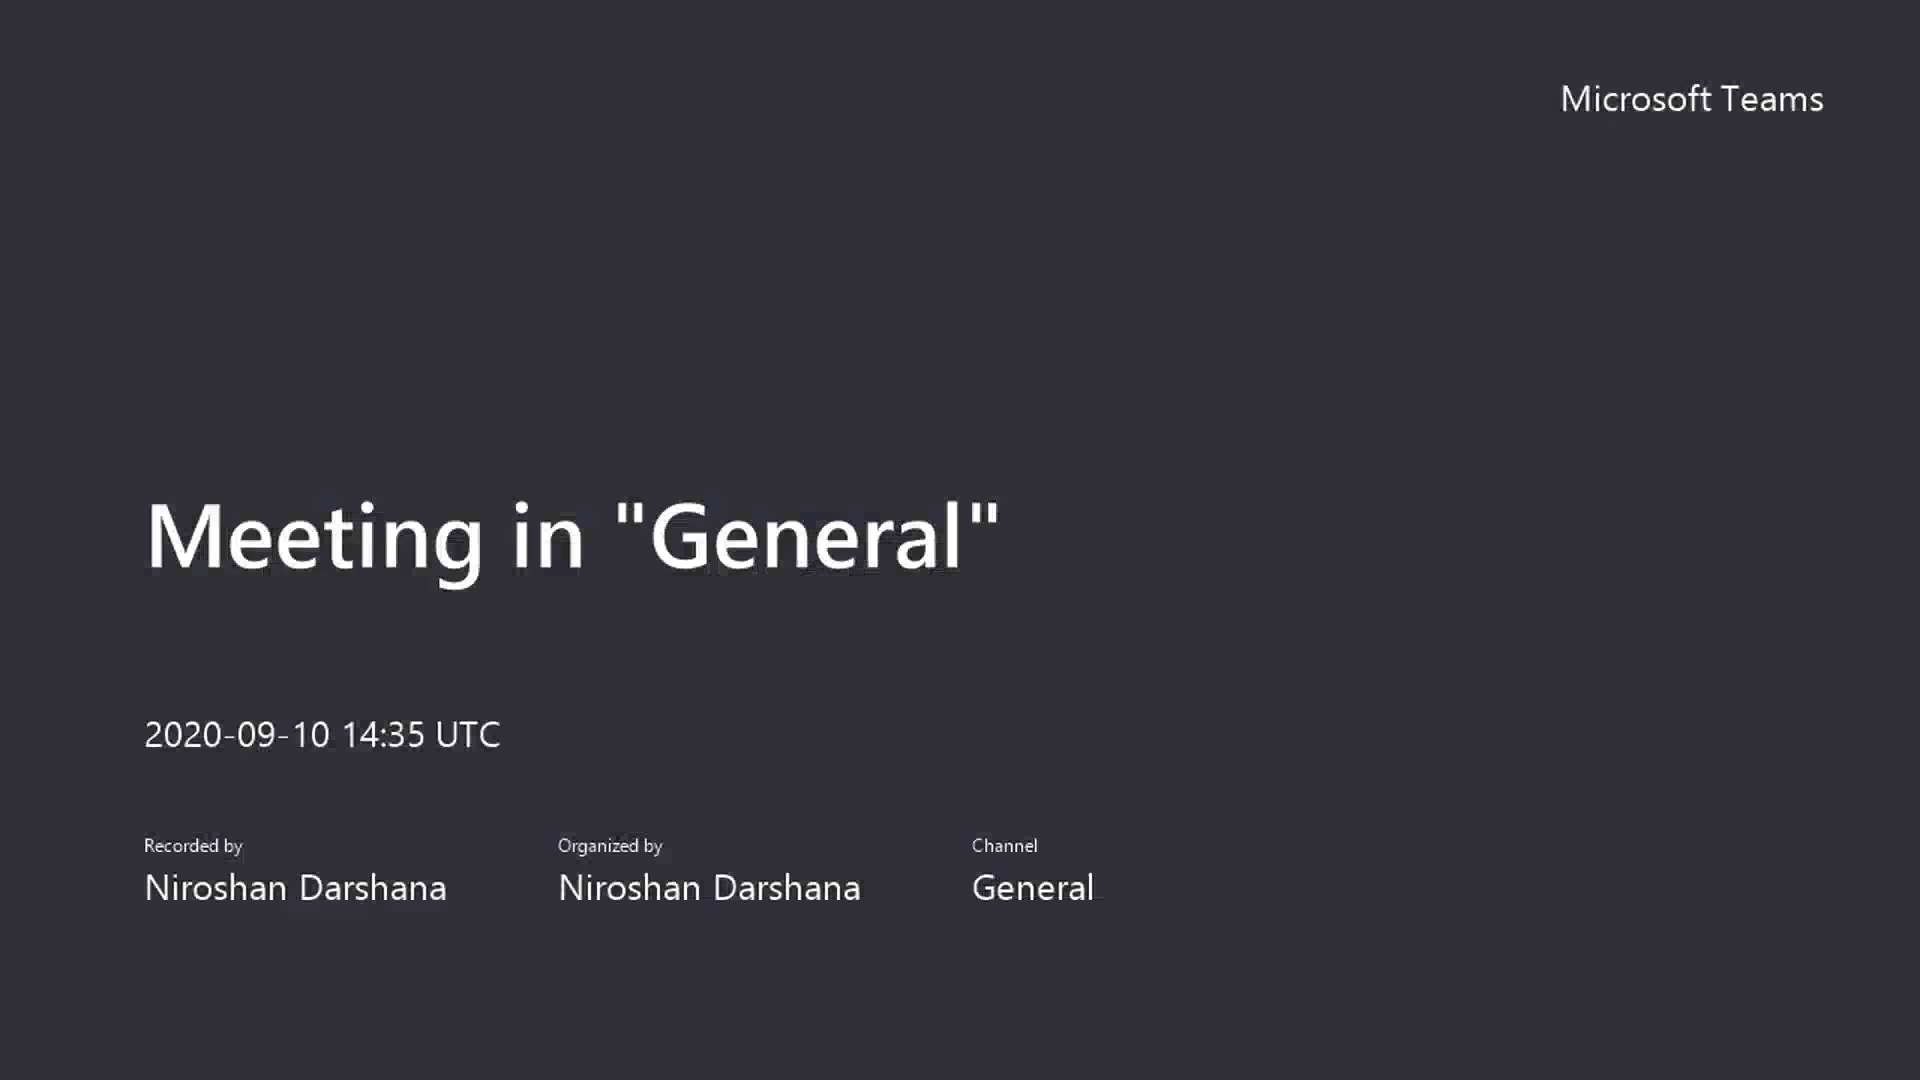 Microsoft Teams
Meeting in "General"
2020-09-10 14:35 UTC
Recorded by
Niroshan Darshana
Organized by
Niroshan Darshana
Channel
General